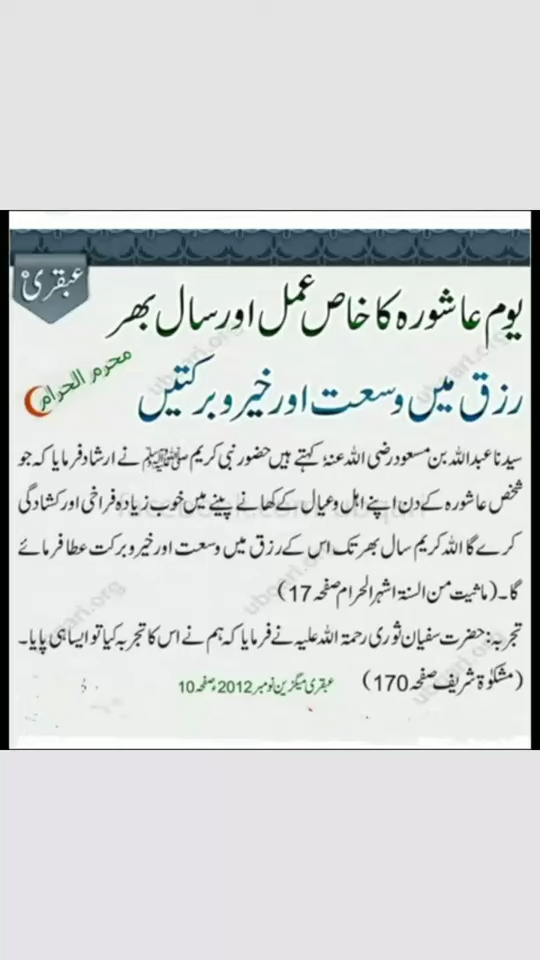 عبقری
یوم عاشورہ کا خاص عمل اور سال بھر
محرم الحرام
رزق میں وسعت اور خیر و برکتیں
سیدنا عبداللہ بن مسعود رضی اللہ عنہٗ کہتے ہیں حضور نبی کریم ﷺ نے ارشاد فرمایا کہ جو
شخص عاشورہ کے دن اپنے اہل و عیال کے کھانے پینے میں خوب زیادہ فراخی اور کشادگی
کرے گا اللہ کریم سال بھر تک اس کے رزق میں وسعت اور خیر و برکت عطا فرمائے
گا۔ (ماثبت من السنۃ اشہر الحرام صفحہ 17)
تجربہ: حضرت سفیان ثوری رحمۃ اللہ علیہ نے فرمایا کہ ہم نے اس کا تجربہ کیا تو ایسا ہی پایا۔
(مشکوٰۃ شریف صفحہ 170) عبقری میگزین نومبر 2012ء صفحہ 10
ubqari.org